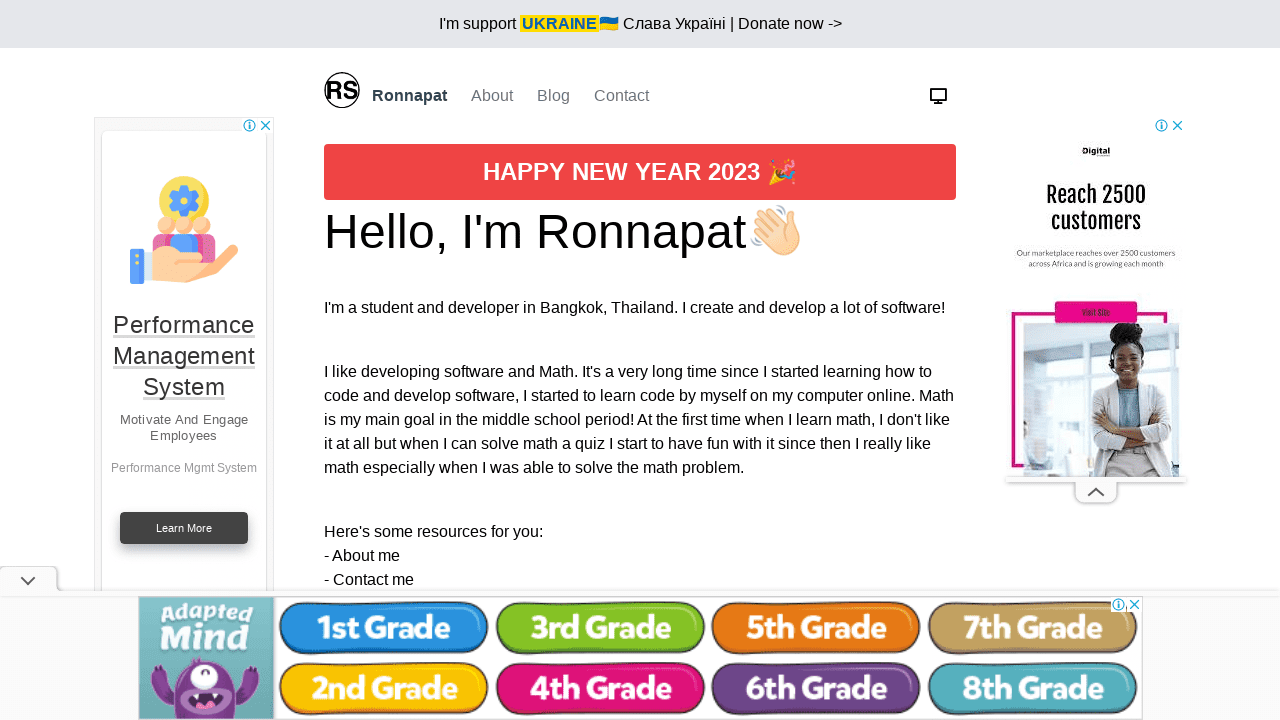 I'm support UKRAINE🇺🇦 Слава Україні | Donate now ->
RS
Ronnapat
About
Blog
Contact
HAPPY NEW YEAR 2023 🎉
Hello, I'm Ronnapat👋🏻
I'm a student and developer in Bangkok, Thailand. I create and develop a lot of software!
I like developing software and Math. It's a very long time since I started learning how to
code and develop software, I started to learn code by myself on my computer online. Math
is my main goal in the middle school period! At the first time when I learn math, I don't like
it at all but when I can solve math a quiz I start to have fun with it since then I really like
math especially when I was able to solve the math problem.
Here's some resources for you:
- About me
- Contact me
Performance
Management
System
Motivate And Engage
Employees
Performance Mgmt System
Learn More
Digital
Reach 2500
customers
Our marketplace reaches over 2500 customers
across Africa and is growing each month
Visit Site
Adapted
Mind
1st Grade
3rd Grade
5th Grade
7th Grade
2nd Grade
4th Grade
6th Grade
8th Grade